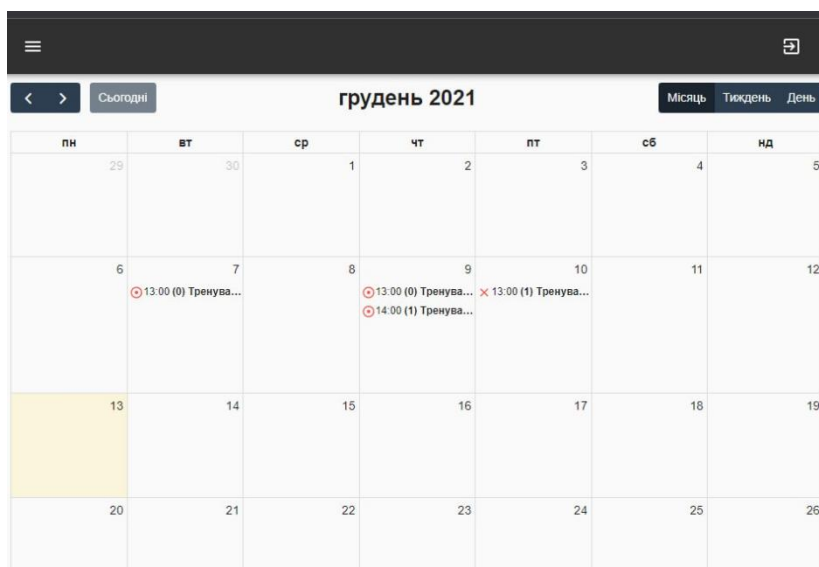 Сьогодні
грудень 2021
Місяць Тиждень День
пн вт ср чт пт сб нд
29 30 1 2 3 4 5
6 7 8 9 10 11 12
13:00 (0) Тренува... 13:00 (0) Тренува... 13:00 (1) Тренува...
14:00 (1) Тренува...
13 14 15 16 17 18 19
20 21 22 23 24 25 26